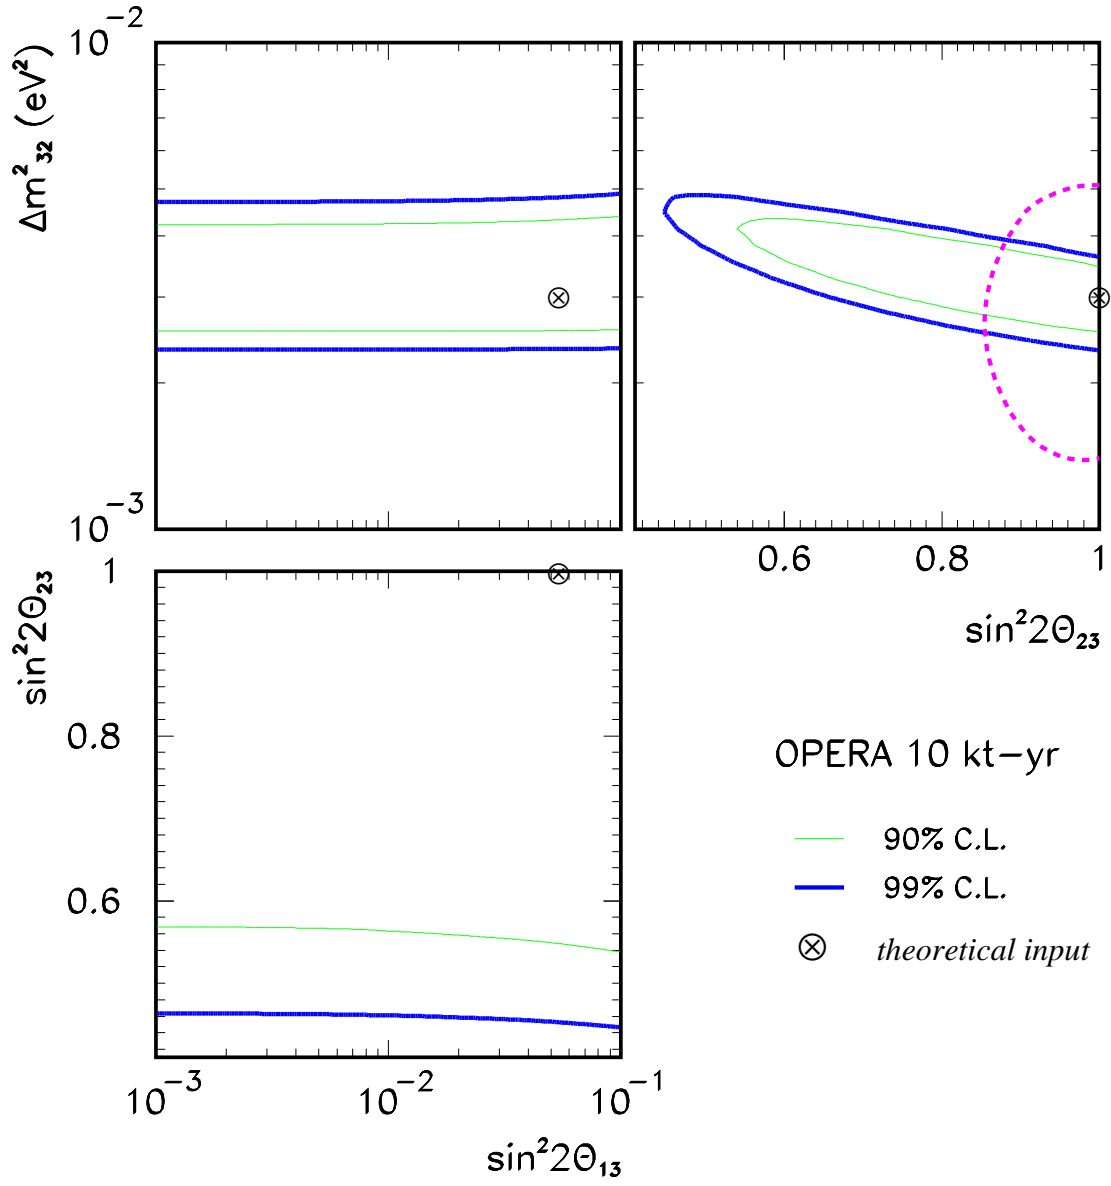 10⁻²
Δm²₃₂ (eV²)
10⁻³
0.6 0.8 1
sin²2Θ₂₃
1
0.8
0.6
sin²2Θ₂₃
10⁻³ 10⁻² 10⁻¹
sin²2Θ₁₃
OPERA 10 kt-yr
90% C.L.
99% C.L.
theoretical input